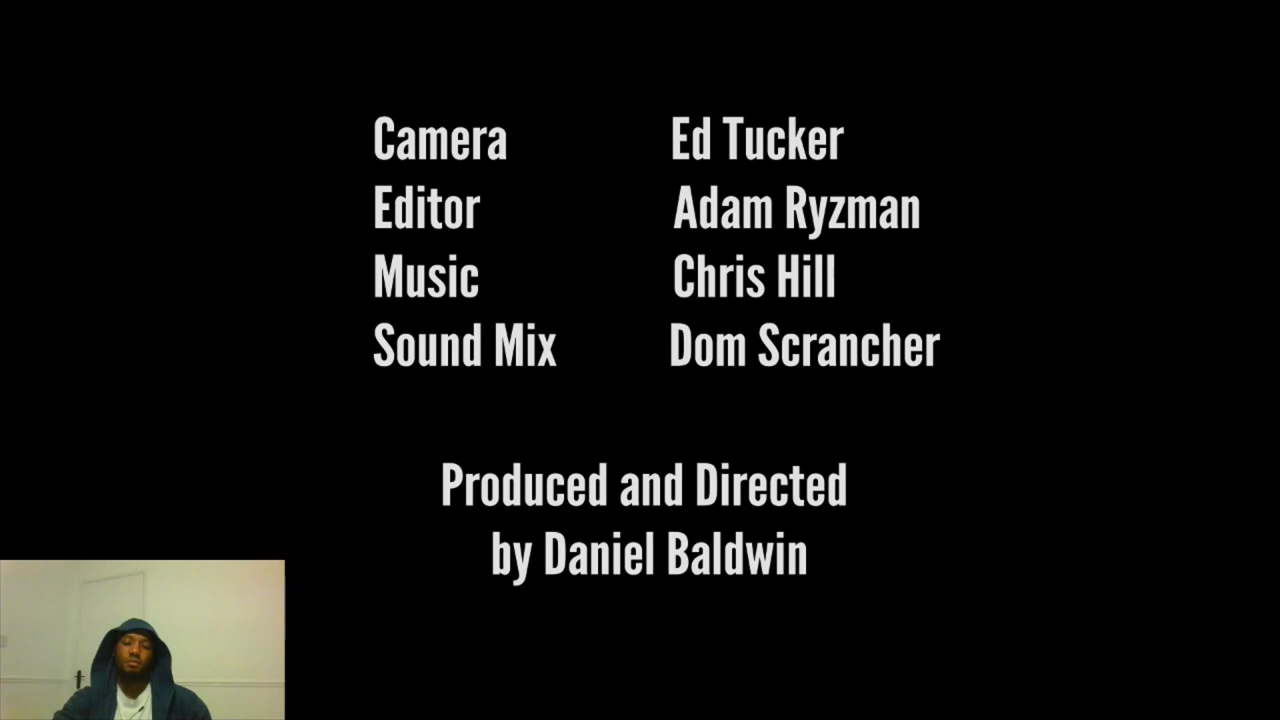 Camera Ed Tucker
Editor Adam Ryzman
Music Chris Hill
Sound Mix Dom Scrancher
Produced and Directed
by Daniel Baldwin